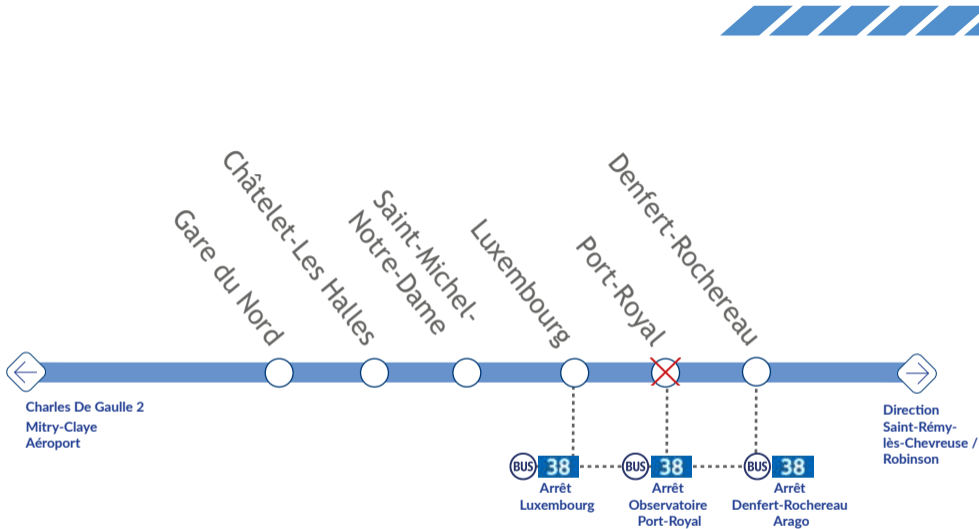 Gare du Nord
Châtelet-Les Halles
Saint-Michel-
Notre-Dame
Luxembourg
Port-Royal
Denfert-Rochereau
Charles De Gaulle 2
Mitry-Claye
Aéroport
Direction
Saint-Rémy-
lès-Chevreuse /
Robinson
BUS 38
Arrêt
Luxembourg
BUS 38
Arrêt
Observatoire
Port-Royal
BUS 38
Arrêt
Denfert-Rochereau
Arago